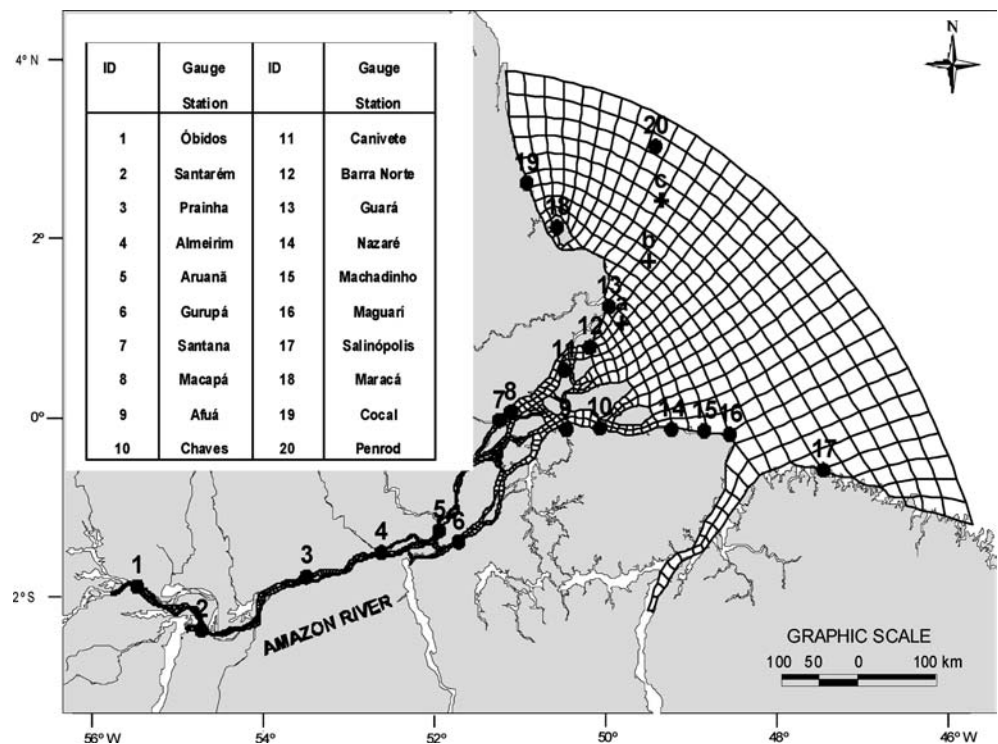 4° N
2°
0°
2° S
ID Gauge Station ID Gauge Station
1 Óbidos 11 Canivete
2 Santarém 12 Barra Norte
3 Prainha 13 Guará
4 Almeirim 14 Nazaré
5 Aruanã 15 Machadinho
6 Gurupá 16 Maguarí
7 Santana 17 Salinópolis
8 Macapá 18 Maracá
9 Afuá 19 Cocal
10 Chaves 20 Penrod
N
20
19
c
18
b
13
a
12
11
8
7
9
10
14
15
16
17
5
6
4
3
1
2
AMAZON RIVER
GRAPHIC SCALE
100 50 0 100 km
56° W
54°
52°
50°
48°
46° W